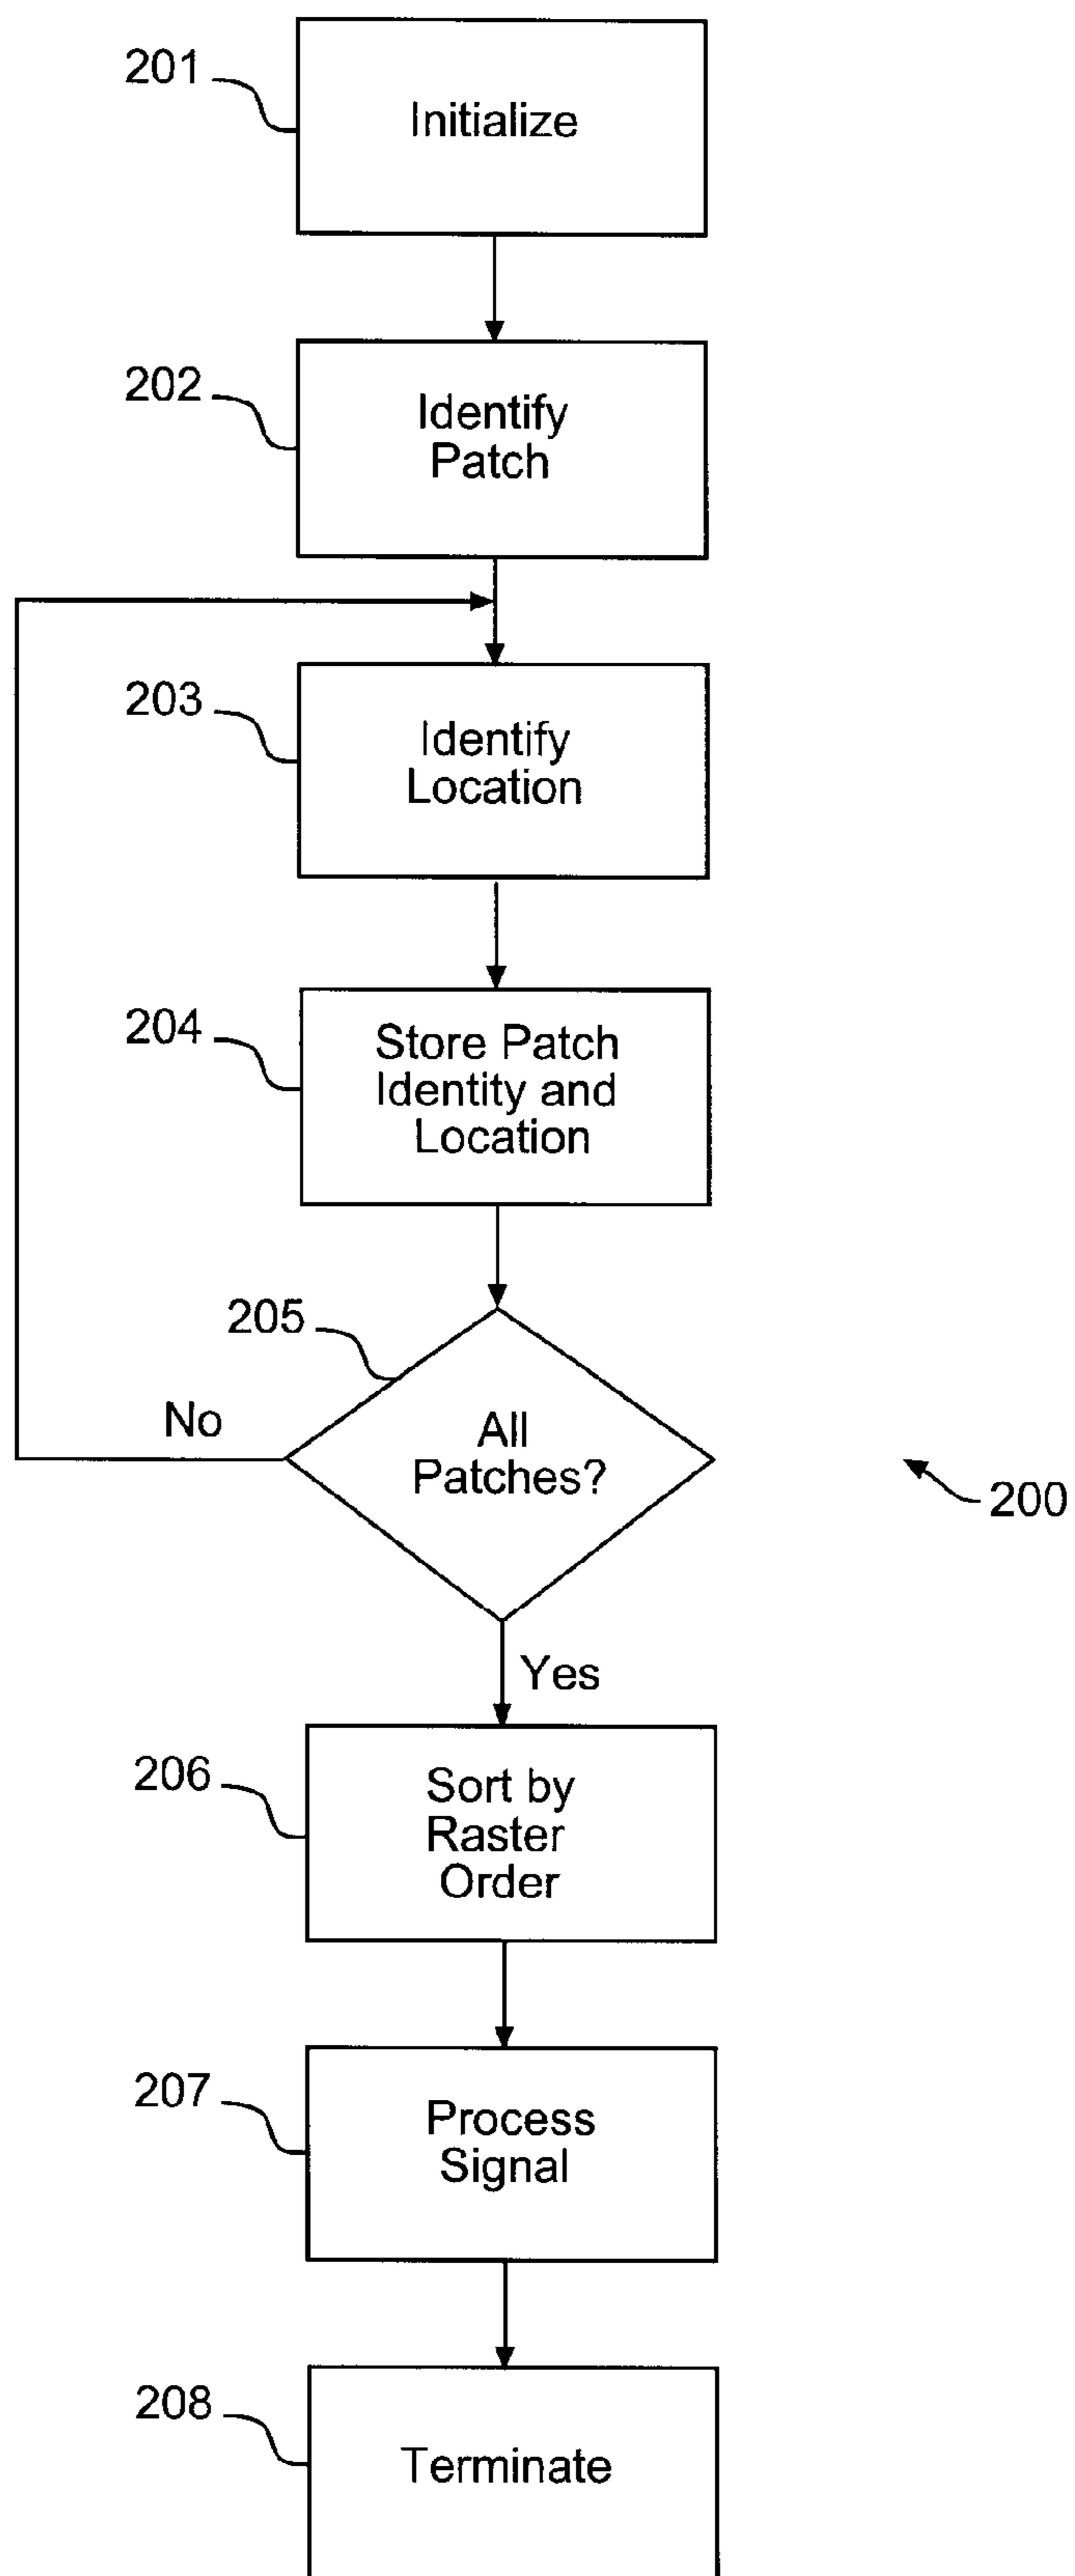 201
Initialize
202
Identify
Patch
203
Identify
Location
204
Store Patch
Identity and
Location
205
No
All
Patches?
200
Yes
206
Sort by
Raster
Order
207
Process
Signal
208
Terminate